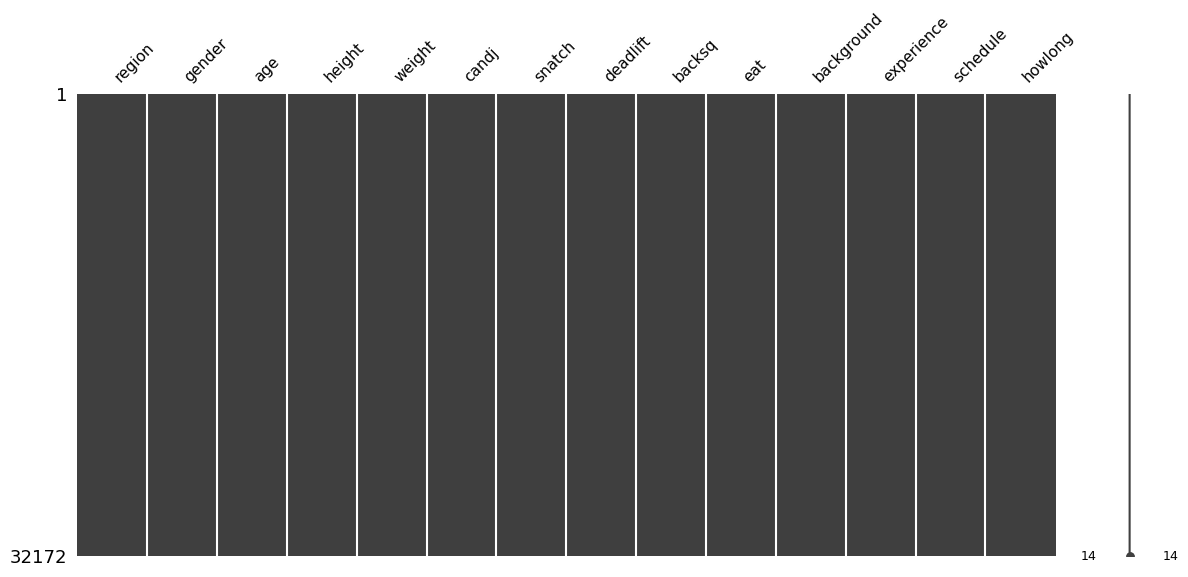 region gender age height weight candj snatch deadlift backsq eat background experience schedule howlong
1
32172
14 14